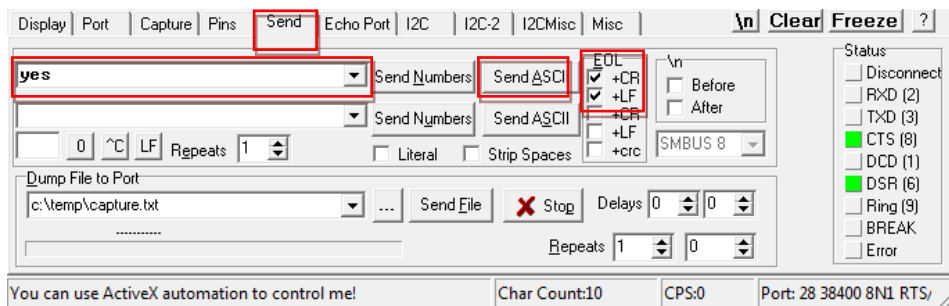 Display Port Capture Pins Send Echo Port I2C I2C-2 I2CMisc Misc \n Clear Freeze ?
yes Send Numbers Send ASCI
EOL
+CR
+LF
+CR
+LF
+crc
\n
Before
After
SMBUS 8
Send Numbers Send ASCII
0 ^C LF Repeats 1
Literal Strip Spaces
Status
Disconnect
RXD (2)
TXD (3)
CTS (8)
DCD (1)
DSR (6)
Ring (9)
BREAK
Error
Dump File to Port
c:\temp\capture.txt ... Send File Stop Delays 0 0
-----------
Repeats 1 0
You can use ActiveX automation to control me! Char Count:10 CPS:0 Port: 28 38400 8N1 RTS/